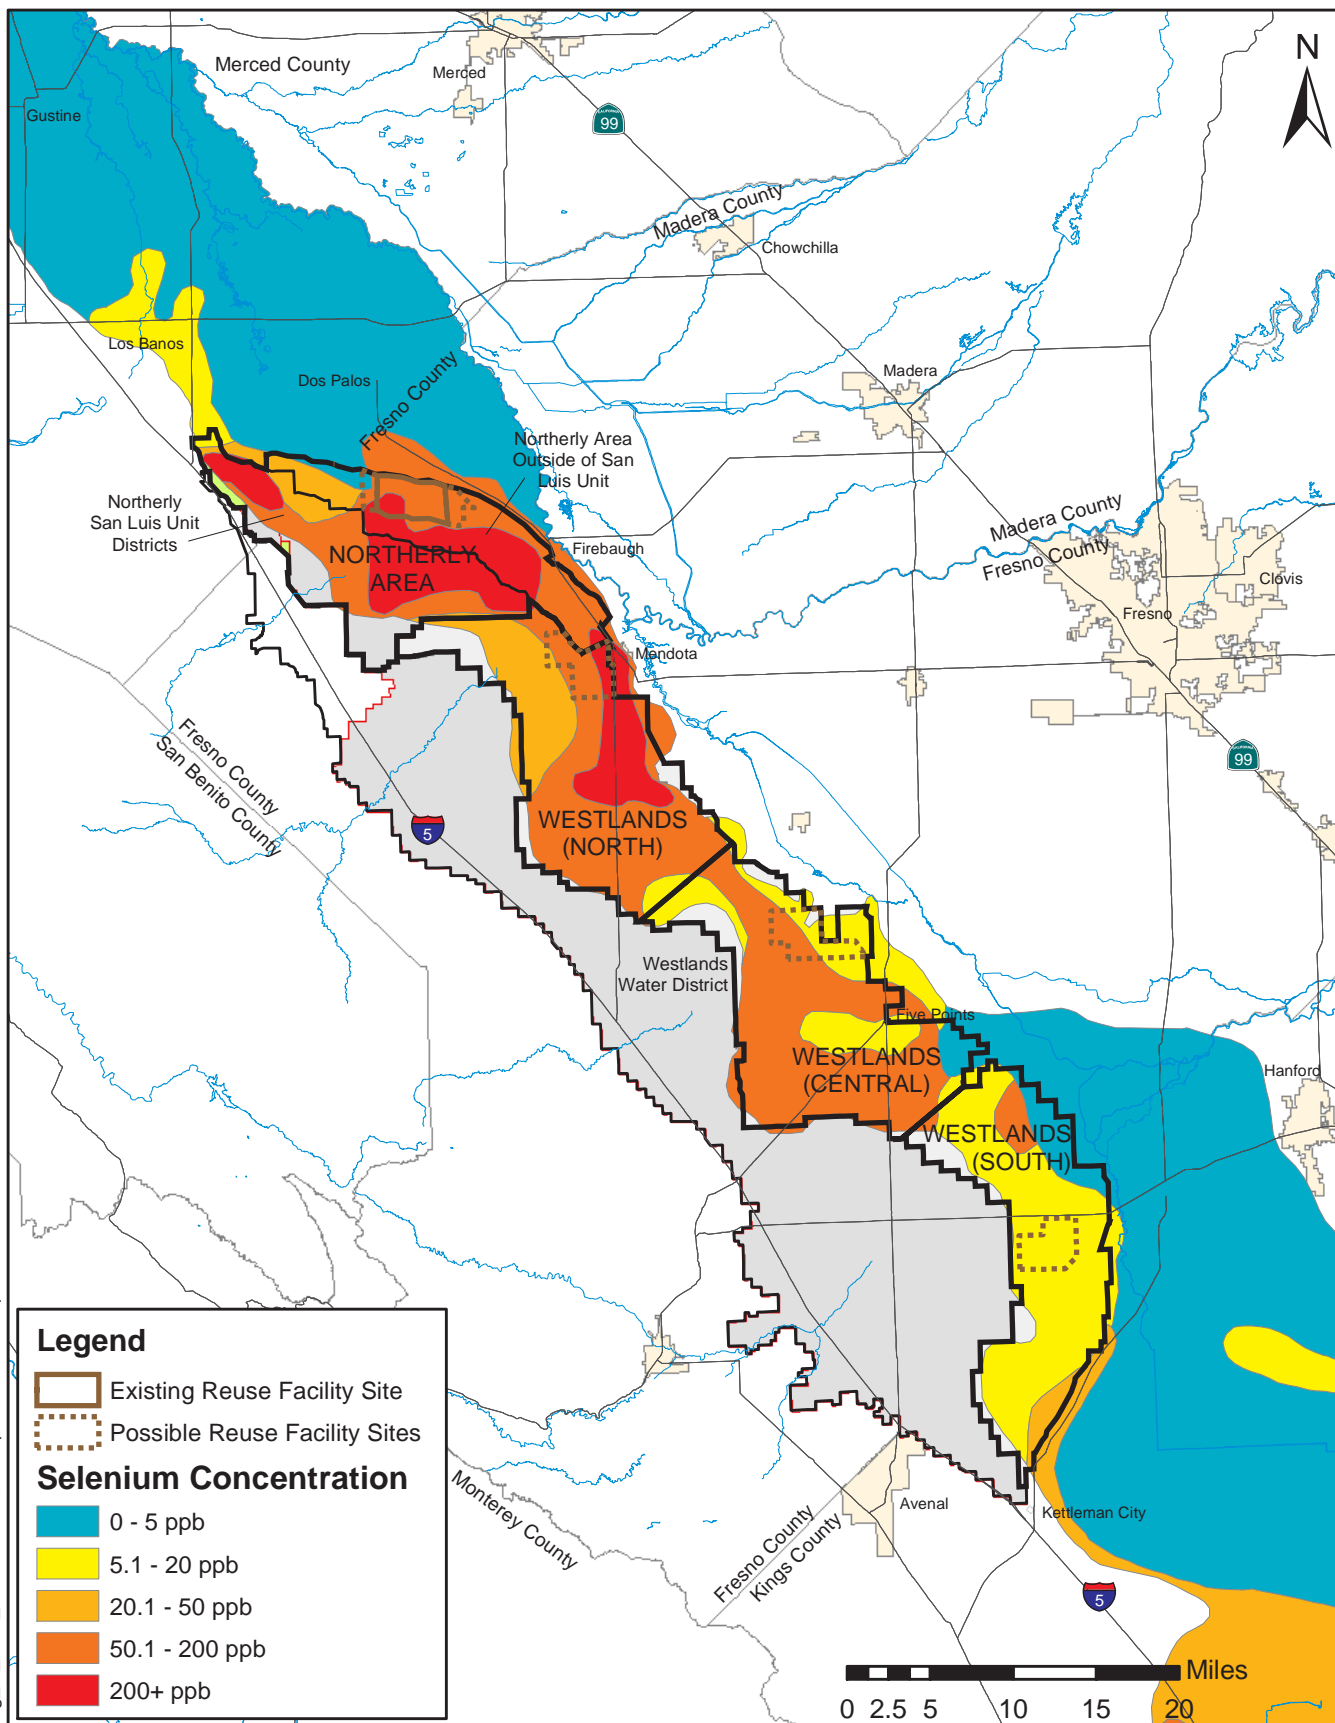 N
Merced County
Merced
Gustine
CALIFORNIA
99
Madera County
Chowchilla
Los Banos
Dos Palos
Fresno County
Madera
Northerly Area
Outside of San
Luis Unit
Northerly
San Luis Unit
Districts
Madera County
Fresno County
Firebaugh
NORTHERLY
AREA
Clovis
Fresno
Mendota
Fresno County
San Benito County
CALIFORNIA
99
5
WESTLANDS
(NORTH)
Westlands
Water District
Five Points
WESTLANDS
(CENTRAL)
Hanford
WESTLANDS
(SOUTH)
Legend
Existing Reuse Facility Site
Possible Reuse Facility Sites
Selenium Concentration
0 - 5 ppb
5.1 - 20 ppb
20.1 - 50 ppb
50.1 - 200 ppb
200+ ppb
Monterey County
Avenal
Kettleman City
Fresno County
Kings County
5
Miles
0 2.5 5 10 15 20